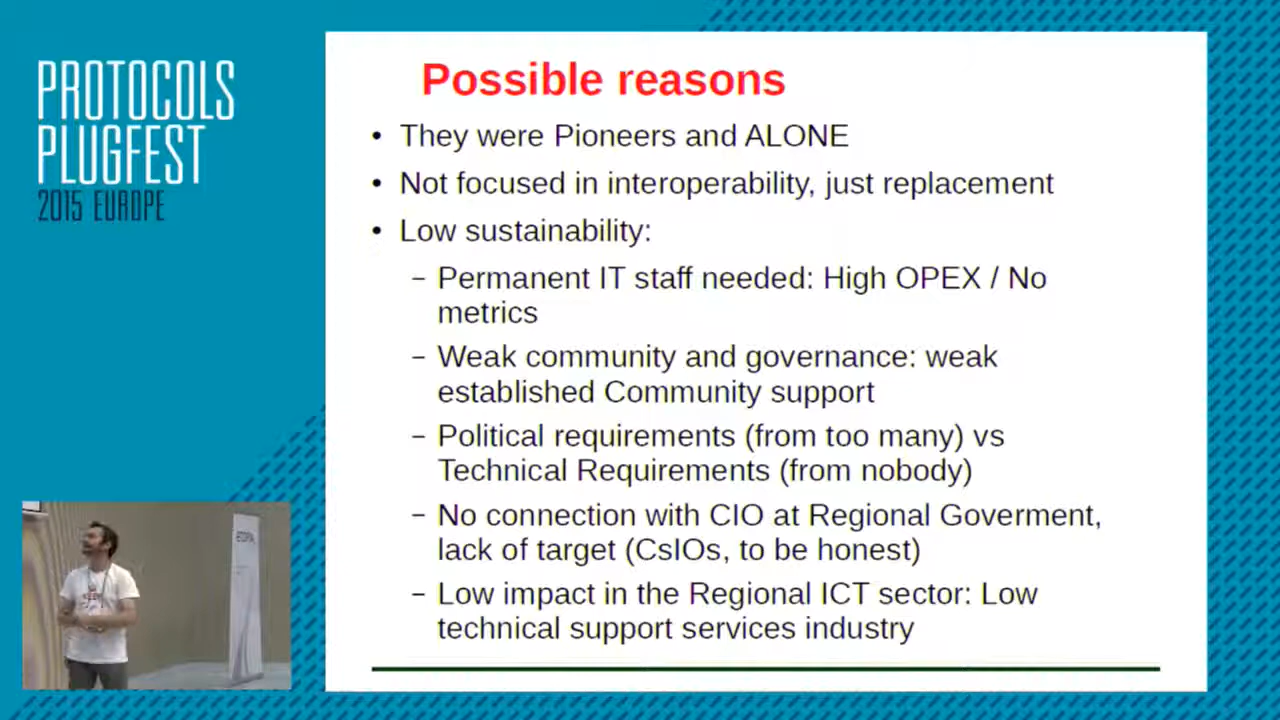 PROTOCOLS
PLUGFEST
2015 EUROPE
Possible reasons
• They were Pioneers and ALONE
• Not focused in interoperability, just replacement
• Low sustainability:
– Permanent IT staff needed: High OPEX / No
metrics
– Weak community and governance: weak
established Community support
– Political requirements (from too many) vs
Technical Requirements (from nobody)
– No connection with CIO at Regional Goverment,
lack of target (CsIOs, to be honest)
– Low impact in the Regional ICT sector: Low
technical support services industry